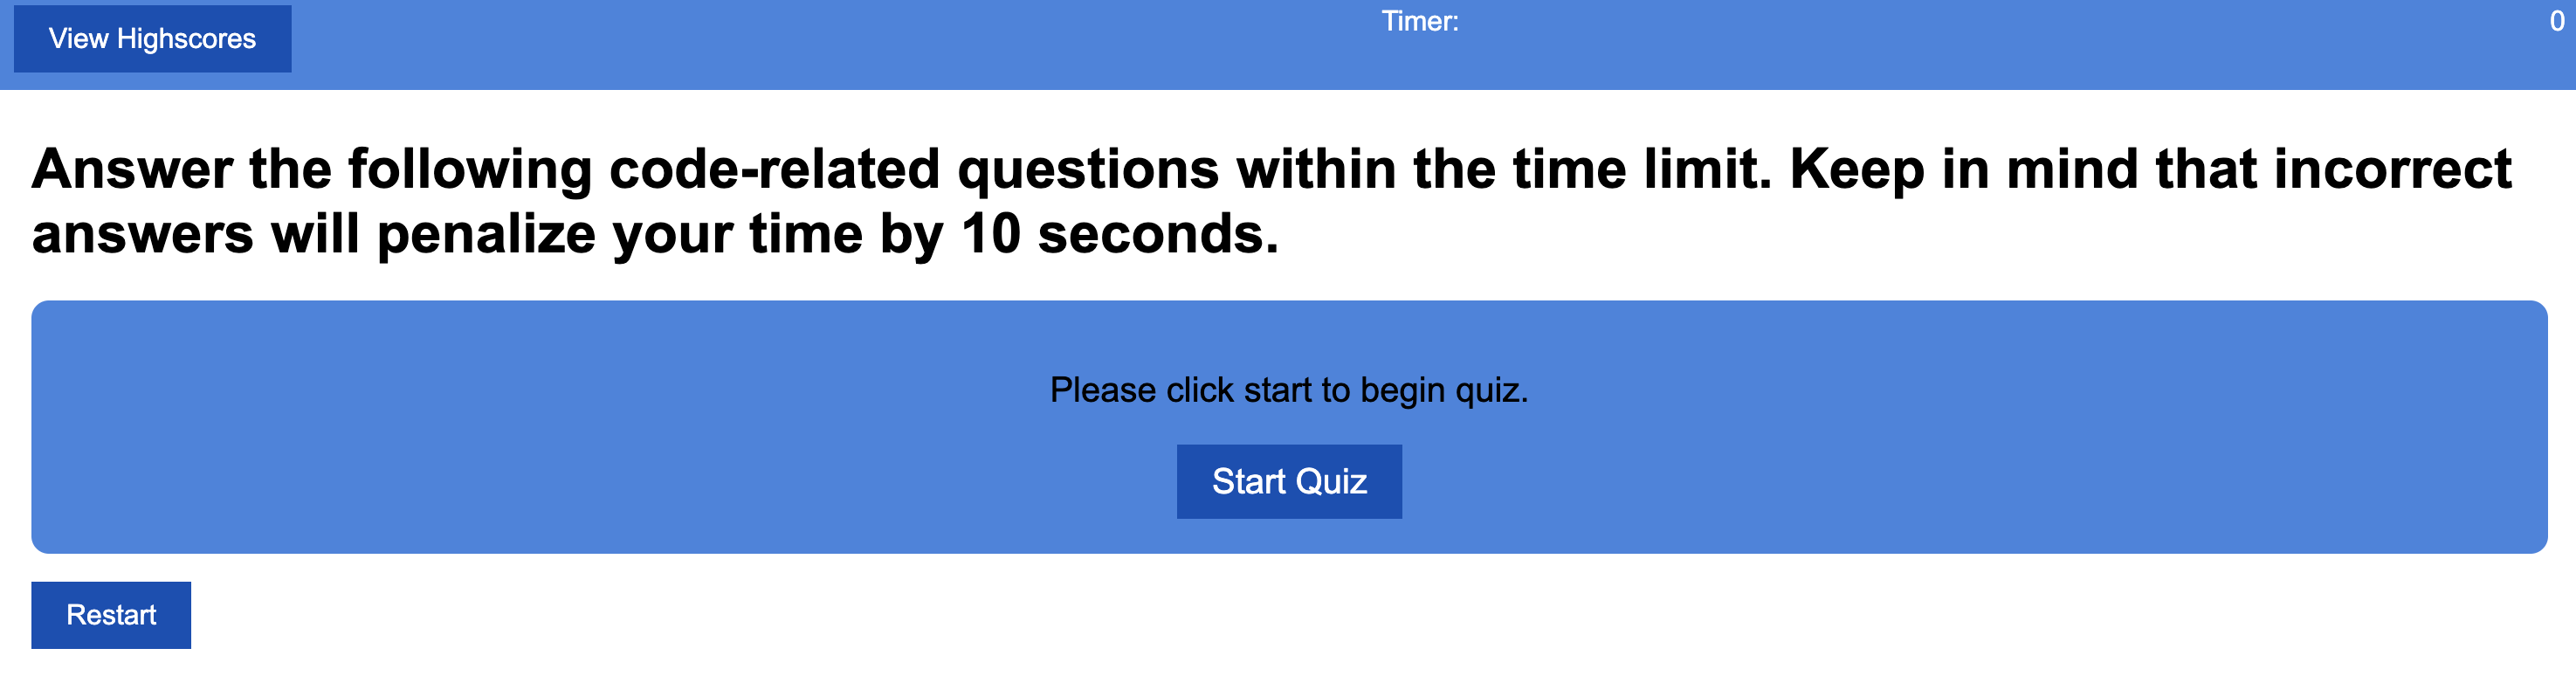 View Highscores
Timer:
0
Answer the following code-related questions within the time limit. Keep in mind that incorrect
answers will penalize your time by 10 seconds.
Please click start to begin quiz.
Start Quiz
Restart